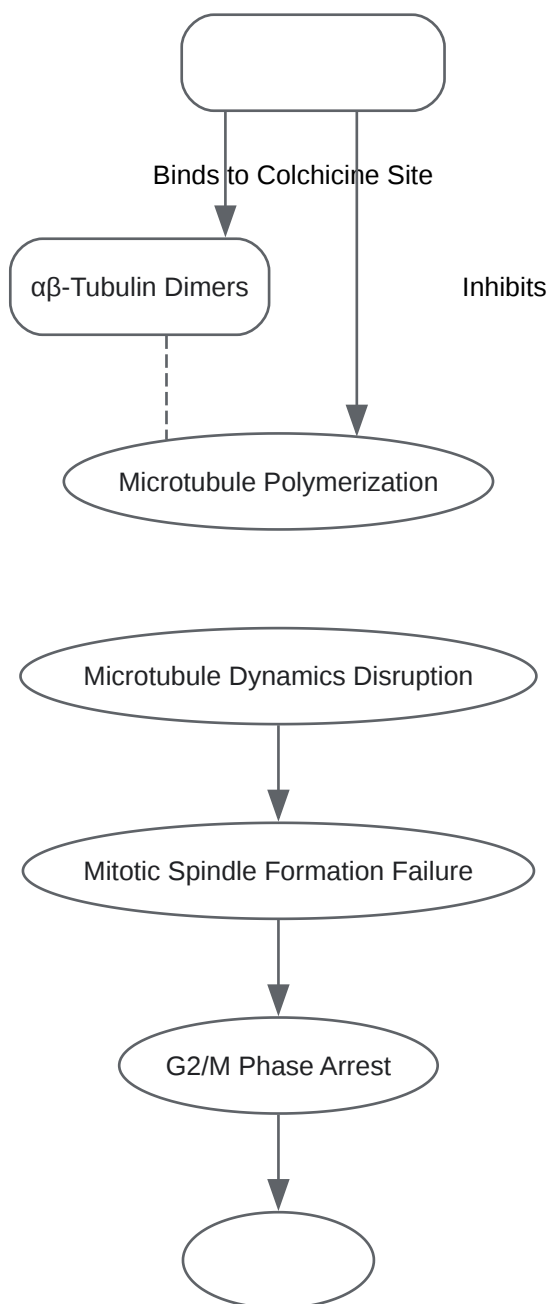 Binds to Colchicine Site
αβ-Tubulin Dimers
Inhibits
Microtubule Polymerization
Microtubule Dynamics Disruption
Mitotic Spindle Formation Failure
G2/M Phase Arrest